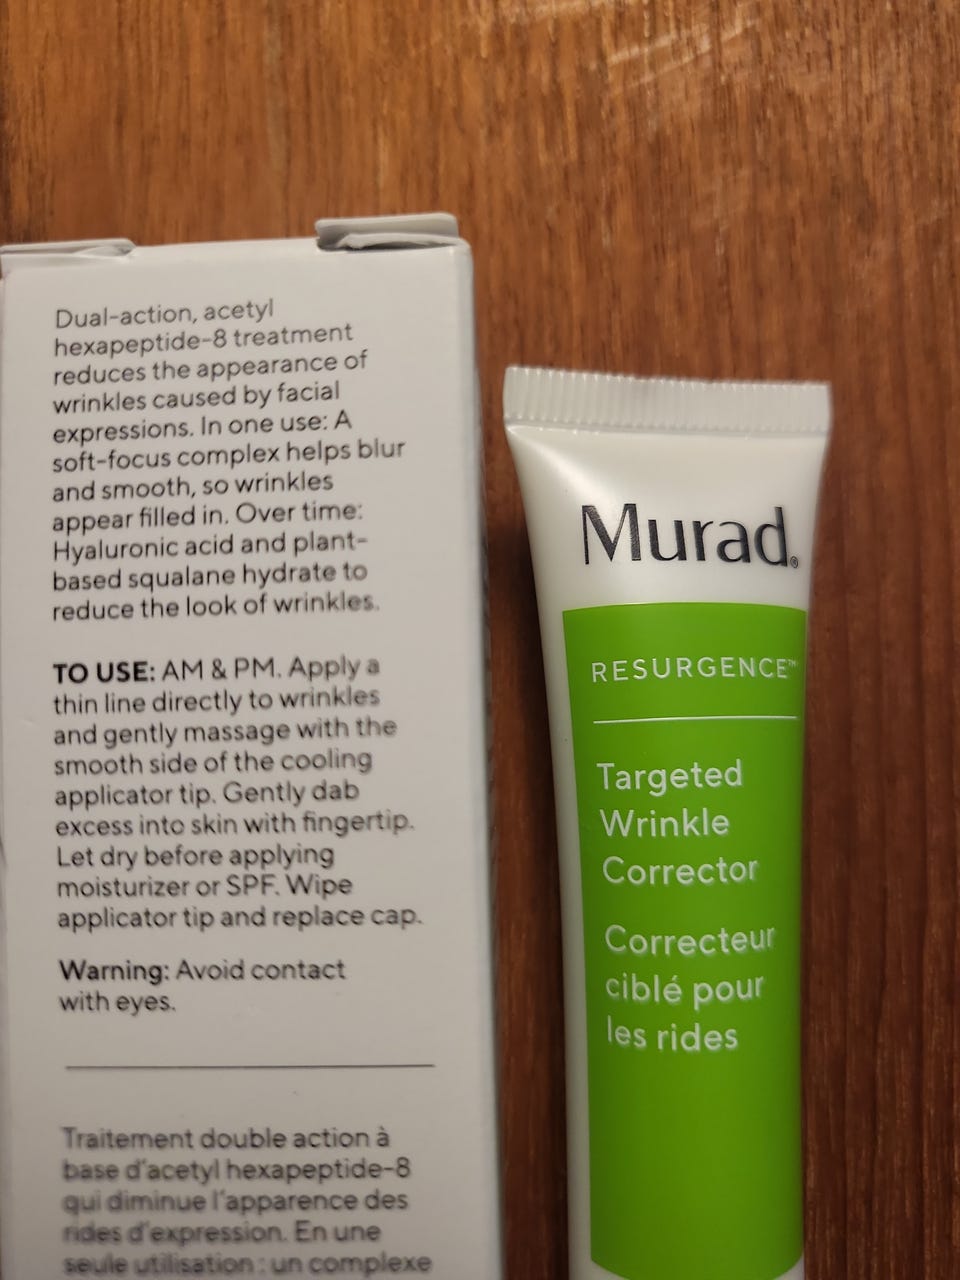 Dual-action, acetyl
hexapeptide-8 treatment
reduces the appearance of
wrinkles caused by facial
expressions. In one use: A
soft-focus complex helps blur
and smooth, so wrinkles
appear filled in. Over time:
Hyaluronic acid and plant-
based squalane hydrate to
reduce the look of wrinkles.
TO USE: AM & PM. Apply a
thin line directly to wrinkles
and gently massage with the
smooth side of the cooling
applicator tip. Gently dab
excess into skin with fingertip.
Let dry before applying
moisturizer or SPF. Wipe
applicator tip and replace cap.
Warning: Avoid contact
with eyes.
Traitement double action à
base d'acetyl hexapeptide-8
qui diminue l'apparence des
rides d'expression. En une
seule utilisation : un complexe
Murad®
RESURGENCE™
Targeted
Wrinkle
Corrector
Correcteur
ciblé pour
les rides